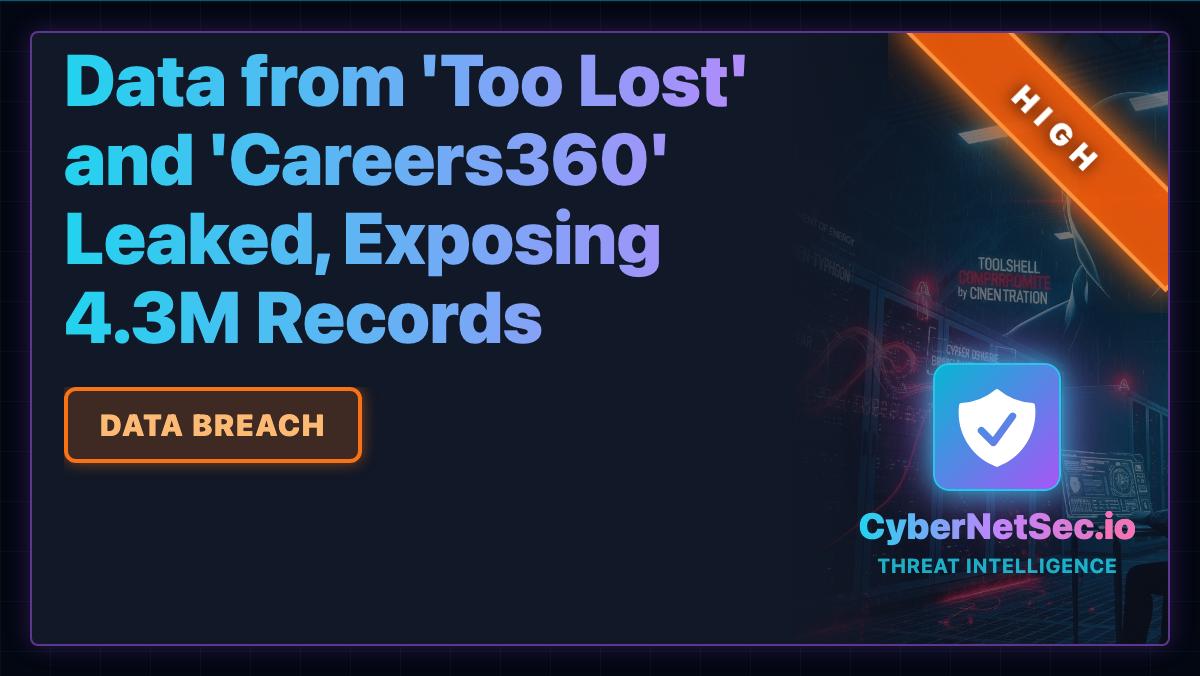 Data from 'Too Lost'
and 'Careers360'
Leaked, Exposing
4.3M Records
DATA BREACH
HIGH
TOOLSHELL
COMPRROMITE
by CINENTRATION
CyberNetSec.io
THREAT INTELLIGENCE